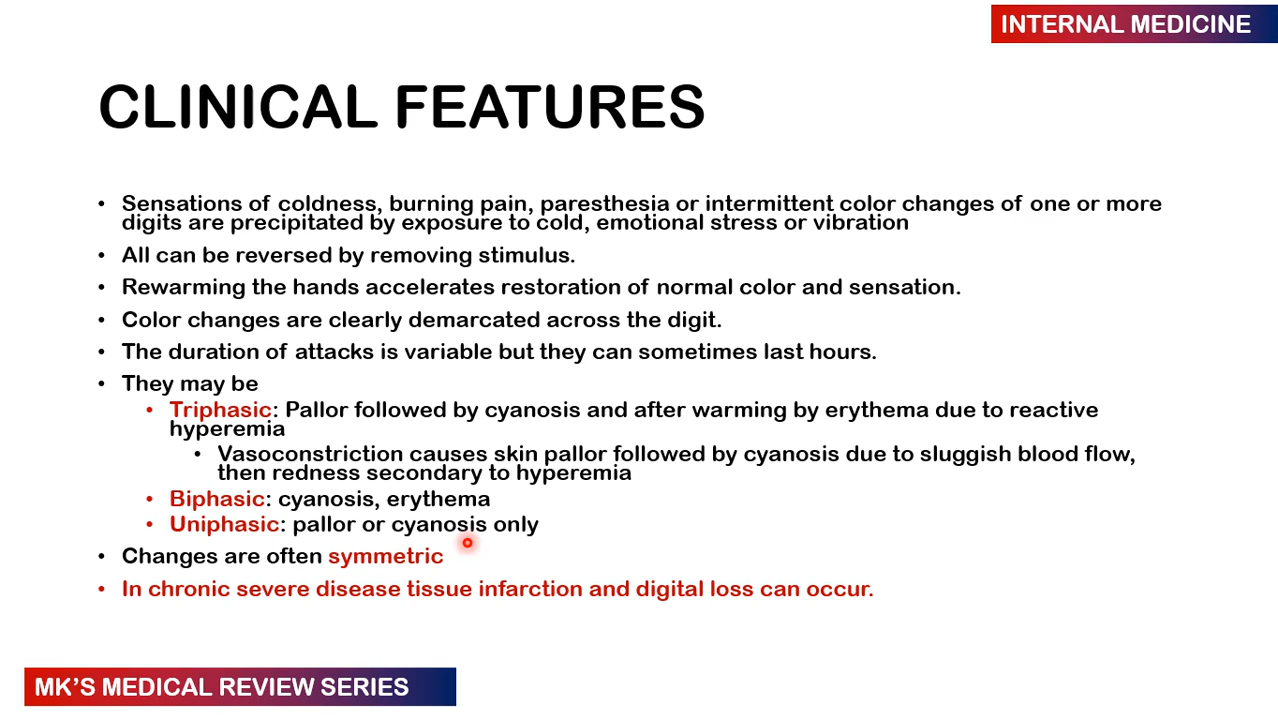 INTERNAL MEDICINE
CLINICAL FEATURES
• Sensations of coldness, burning pain, paresthesia or intermittent color changes of one or more
digits are precipitated by exposure to cold, emotional stress or vibration
• All can be reversed by removing stimulus.
• Rewarming the hands accelerates restoration of normal color and sensation.
• Color changes are clearly demarcated across the digit.
• The duration of attacks is variable but they can sometimes last hours.
• They may be
• Triphasic: Pallor followed by cyanosis and after warming by erythema due to reactive
hyperemia
• Vasoconstriction causes skin pallor followed by cyanosis due to sluggish blood flow,
then redness secondary to hyperemia
• Biphasic: cyanosis, erythema
• Uniphasic: pallor or cyanosis only
• Changes are often symmetric
• In chronic severe disease tissue infarction and digital loss can occur.
MK'S MEDICAL REVIEW SERIES